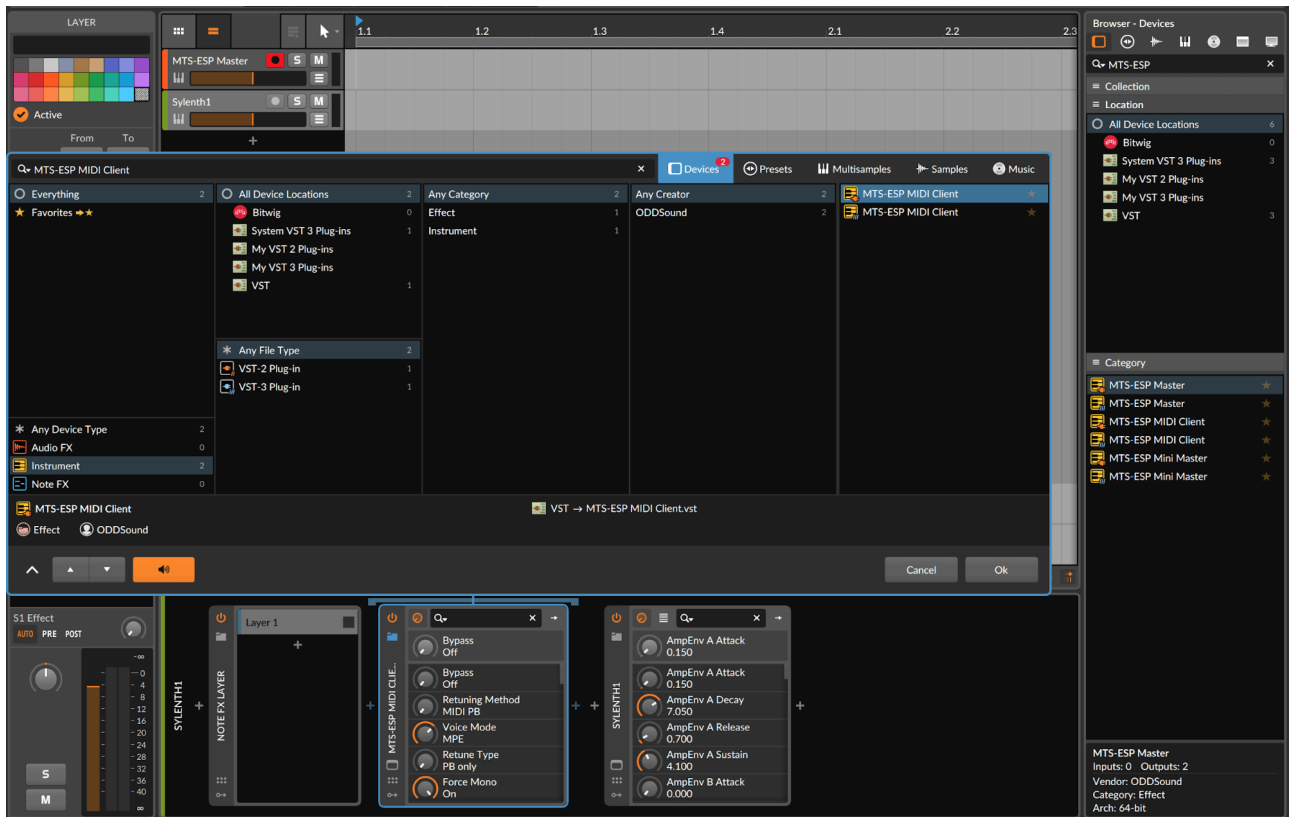 LAYER
Active
From To
1.1 1.2 1.3 1.4 2.1 2.2 2.3
MTS-ESP Master S M
Sylenth1 S M
+
Browser - Devices
MTS-ESP ×
Collection
Location
All Device Locations 6
Bitwig 0
System VST 3 Plug-ins 3
My VST 2 Plug-ins
My VST 3 Plug-ins
VST 3
Category
MTS-ESP Master
MTS-ESP Master
MTS-ESP MIDI Client
MTS-ESP MIDI Client
MTS-ESP Mini Master
MTS-ESP Mini Master
MTS-ESP Master
Inputs: 0 Outputs: 2
Vendor: ODDSound
Category: Effect
Arch: 64-bit
MTS-ESP MIDI Client ×
Devices 2
Presets
Multisamples
Samples
Music
Everything 2
Favorites
Any Device Type 2
Audio FX 0
Instrument 2
Note FX 0
All Device Locations 2
Bitwig 0
System VST 3 Plug-ins 1
My VST 2 Plug-ins
My VST 3 Plug-ins
VST 1
Any File Type 2
VST-2 Plug-in 1
VST-3 Plug-in 1
Any Category 2
Effect 1
Instrument 1
Any Creator 2
ODDSound 2
MTS-ESP MIDI Client
MTS-ESP MIDI Client
MTS-ESP MIDI Client
Effect ODDSound
VST → MTS-ESP MIDI Client.vst
Cancel Ok
S1 Effect
AUTO PRE POST
-∞
0
4
8
12
16
20
24
28
32
36
40
∞
S
M
SYLENTH1
+
NOTE FX LAYER
Layer 1
+
+
MTS-ESP MIDI CLIE...
×
Bypass
Off
Bypass
Off
Retuning Method
MIDI PB
Voice Mode
MPE
Retune Type
PB only
Force Mono
On
+ +
SYLENTH1
×
AmpEnv A Attack
0.150
AmpEnv A Attack
0.150
AmpEnv A Decay
7.050
AmpEnv A Release
0.700
AmpEnv A Sustain
4.100
AmpEnv B Attack
0.000
+